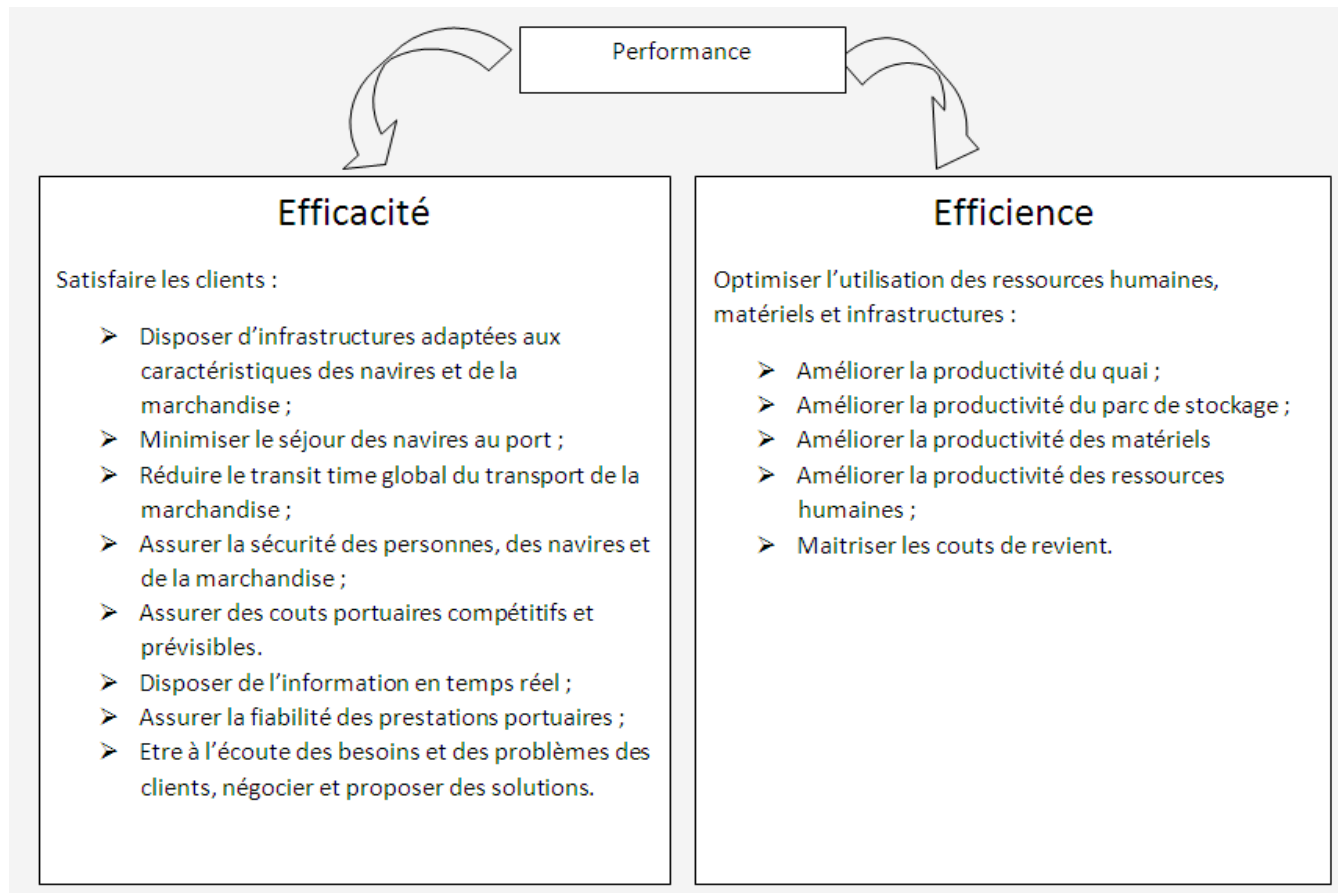 Performance
Efficacité
Satisfaire les clients :
➢ Disposer d’infrastructures adaptées aux
caractéristiques des navires et de la
marchandise ;
➢ Minimiser le séjour des navires au port ;
➢ Réduire le transit time global du transport de la
marchandise ;
➢ Assurer la sécurité des personnes, des navires et
de la marchandise ;
➢ Assurer des couts portuaires compétitifs et
prévisibles.
➢ Disposer de l’information en temps réel ;
➢ Assurer la fiabilité des prestations portuaires ;
➢ Etre à l’écoute des besoins et des problèmes des
clients, négocier et proposer des solutions.
Efficience
Optimiser l’utilisation des ressources humaines,
matériels et infrastructures :
➢ Améliorer la productivité du quai ;
➢ Améliorer la productivité du parc de stockage ;
➢ Améliorer la productivité des matériels
➢ Améliorer la productivité des ressources
humaines ;
➢ Maitriser les couts de revient.